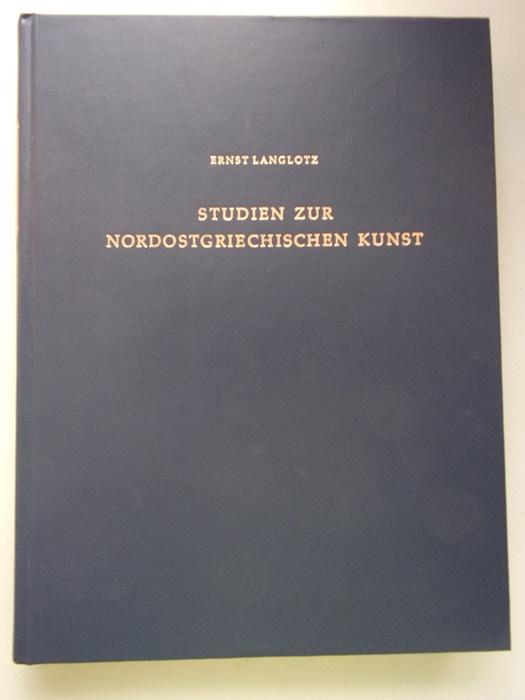 ERNST LANGLOTZ
STUDIEN ZUR
NORDOSTGRIECHISCHEN KUNST